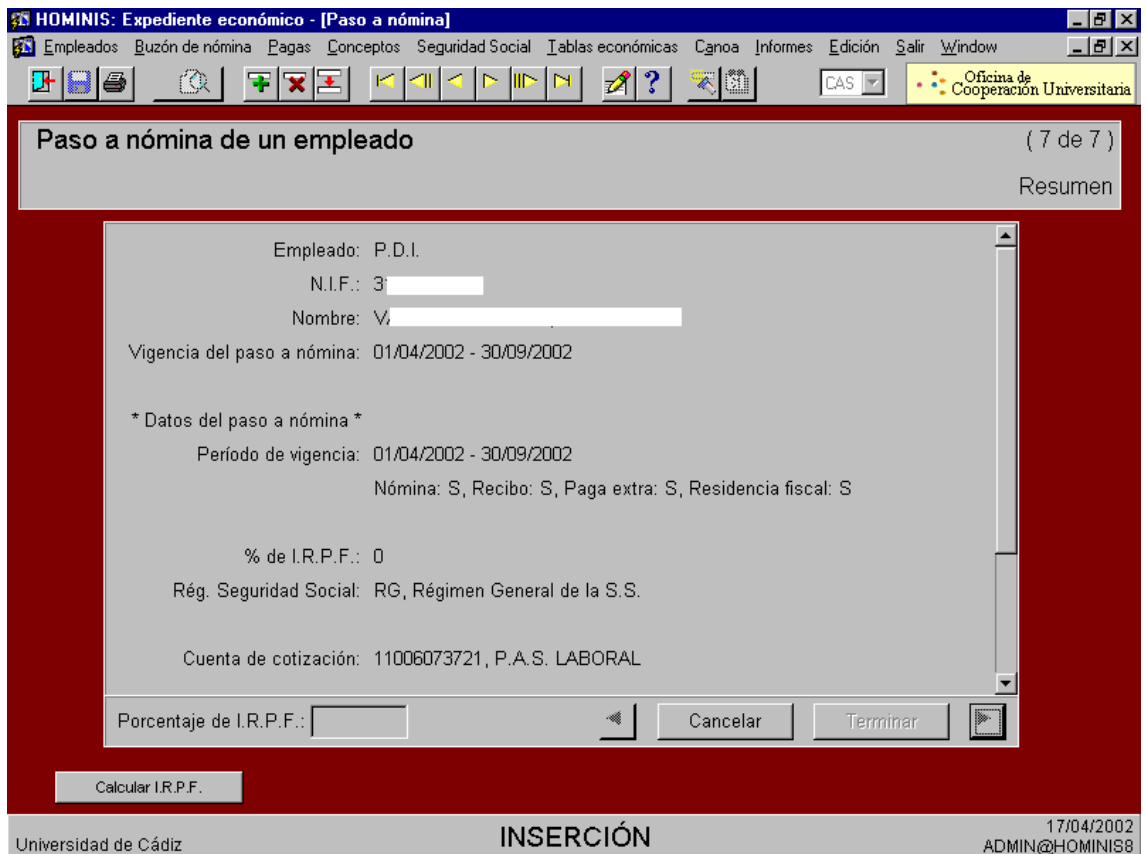 HOMINIS: Expediente económico - [Paso a nómina]
Empleados Buzón de nómina Pagas Conceptos Seguridad Social Tablas económicas Canoa Informes Edición Salir Window
CAS
Oficina de
Cooperación Universitaria
Paso a nómina de un empleado
( 7 de 7 )
Resumen
Empleado: P.D.I.
N.I.F.: 3
Nombre:
Vigencia del paso a nómina: 01/04/2002 - 30/09/2002
* Datos del paso a nómina *
Período de vigencia: 01/04/2002 - 30/09/2002
Nómina: S, Recibo: S, Paga extra: S, Residencia fiscal: S
% de I.R.P.F.: 0
Rég. Seguridad Social: RG, Régimen General de la S.S.
Cuenta de cotización: 11006073721, P.A.S. LABORAL
Porcentaje de I.R.P.F.:
Cancelar
Terminar
Calcular I.R.P.F.
Universidad de Cádiz
INSERCIÓN
17/04/2002
ADMIN@HOMINIS8